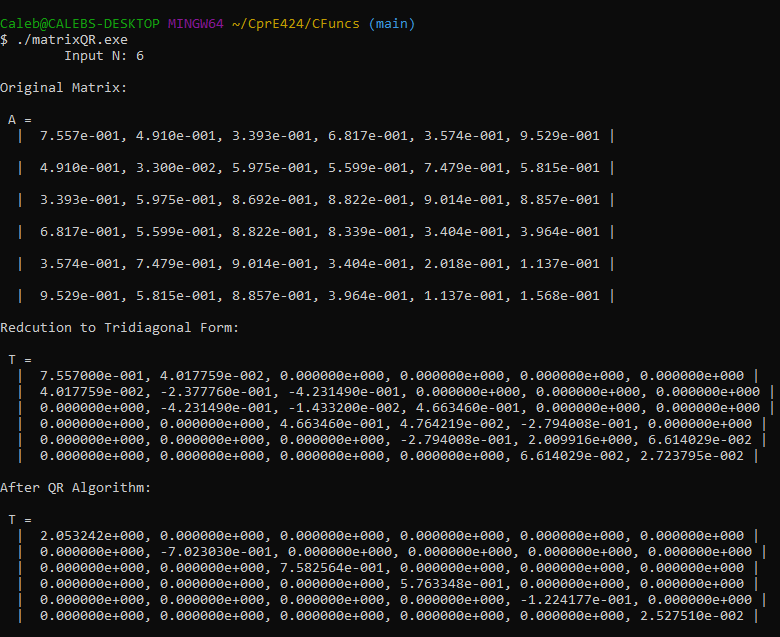 Caleb@CALEBS-DESKTOP MINGW64 ~/CprE424/CFuncs (main)
$ ./matrixQR.exe
Input N: 6
Original Matrix:
A =
| 7.557e-001, 4.910e-001, 3.393e-001, 6.817e-001, 3.574e-001, 9.529e-001 |
| 4.910e-001, 3.300e-002, 5.975e-001, 5.599e-001, 7.479e-001, 5.815e-001 |
| 3.393e-001, 5.975e-001, 8.692e-001, 8.822e-001, 9.014e-001, 8.857e-001 |
| 6.817e-001, 5.599e-001, 8.822e-001, 8.339e-001, 3.404e-001, 3.964e-001 |
| 3.574e-001, 7.479e-001, 9.014e-001, 3.404e-001, 2.018e-001, 1.137e-001 |
| 9.529e-001, 5.815e-001, 8.857e-001, 3.964e-001, 1.137e-001, 1.568e-001 |
Redcution to Tridiagonal Form:
T =
| 7.557000e-001, 4.017759e-002, 0.000000e+000, 0.000000e+000, 0.000000e+000, 0.000000e+000 |
| 4.017759e-002, -2.377760e-001, -4.231490e-001, 0.000000e+000, 0.000000e+000, 0.000000e+000 |
| 0.000000e+000, -4.231490e-001, -1.433200e-002, 4.663460e-001, 0.000000e+000, 0.000000e+000 |
| 0.000000e+000, 0.000000e+000, 4.663460e-001, 4.764219e-002, -2.794008e-001, 0.000000e+000 |
| 0.000000e+000, 0.000000e+000, 0.000000e+000, -2.794008e-001, 2.009916e+000, 6.614029e-002 |
| 0.000000e+000, 0.000000e+000, 0.000000e+000, 0.000000e+000, 6.614029e-002, 2.723795e-002 |
After QR Algorithm:
T =
| 2.053242e+000, 0.000000e+000, 0.000000e+000, 0.000000e+000, 0.000000e+000, 0.000000e+000 |
| 0.000000e+000, -7.023030e-001, 0.000000e+000, 0.000000e+000, 0.000000e+000, 0.000000e+000 |
| 0.000000e+000, 0.000000e+000, 7.582564e-001, 0.000000e+000, 0.000000e+000, 0.000000e+000 |
| 0.000000e+000, 0.000000e+000, 0.000000e+000, 5.763348e-001, 0.000000e+000, 0.000000e+000 |
| 0.000000e+000, 0.000000e+000, 0.000000e+000, 0.000000e+000, -1.224177e-001, 0.000000e+000 |
| 0.000000e+000, 0.000000e+000, 0.000000e+000, 0.000000e+000, 0.000000e+000, 2.527510e-002 |